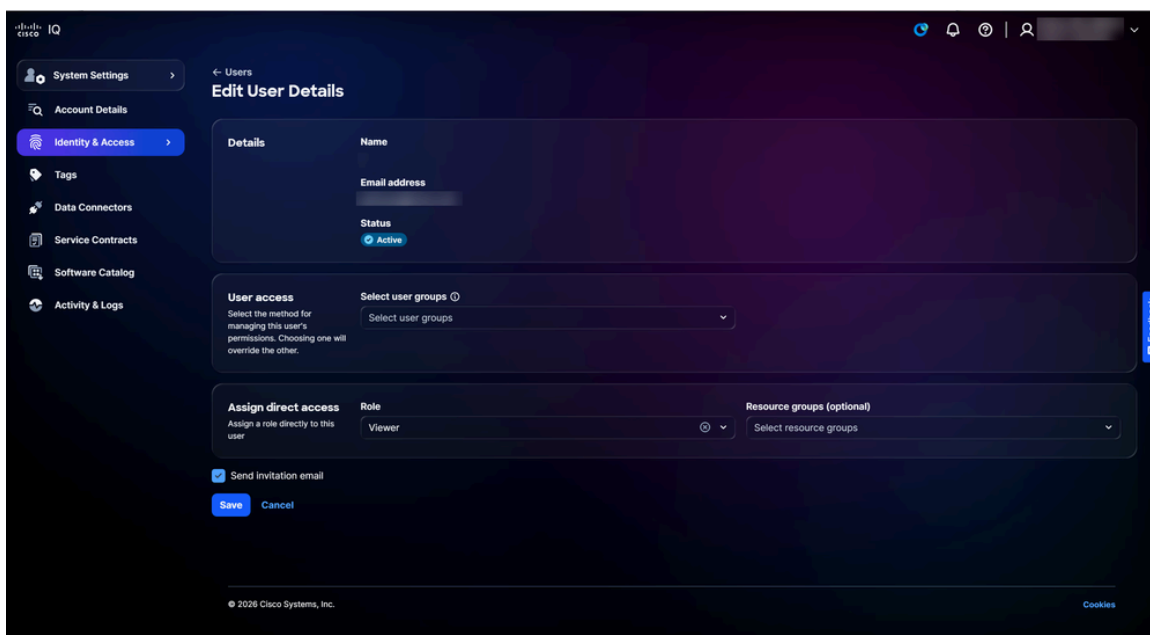 cisco IQ
System Settings
Account Details
Identity & Access
Tags
Data Connectors
Service Contracts
Software Catalog
Activity & Logs
← Users
Edit User Details
Details
Name
Email address
Status
Active
User access
Select the method for
managing this user's
permissions. Choosing one will
override the other.
Select user groups
Select user groups
Assign direct access
Assign a role directly to this
user
Role
Viewer
Resource groups (optional)
Select resource groups
Send invitation email
Save Cancel
© 2026 Cisco Systems, Inc.
Cookies